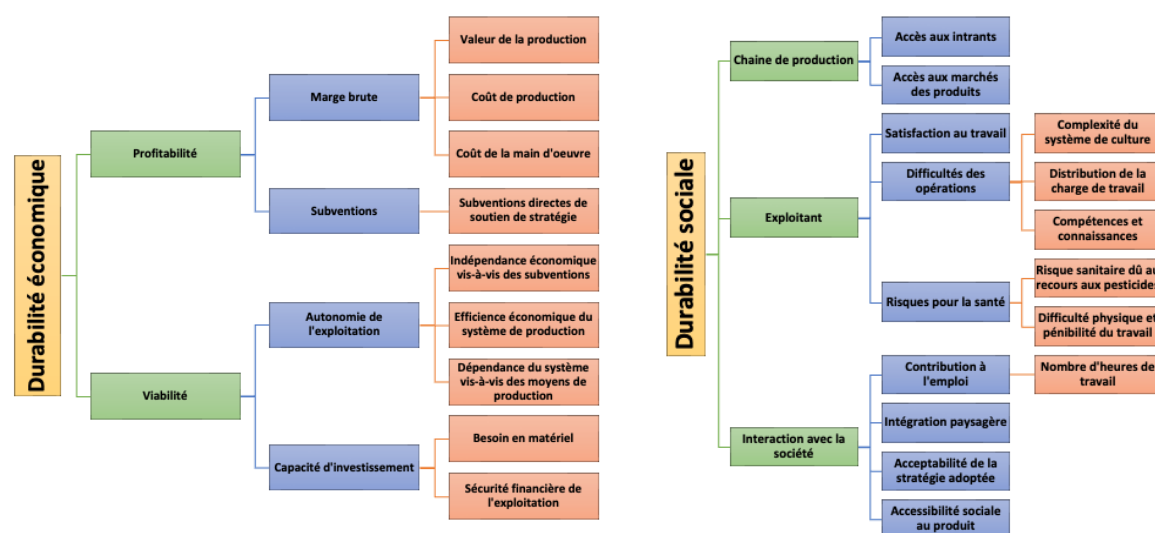 Durabilité économique
Profitabilité
Marge brute
Valeur de la production
Coût de production
Coût de la main d'oeuvre
Subventions
Subventions directes de
soutien de stratégie
Viabilité
Autonomie de
l'exploitation
Indépendance économique
vis-à-vis des subventions
Efficience économique du
système de production
Dépendance du système
vis-à-vis des moyens de
production
Capacité d'investissement
Besoin en matériel
Sécurité financière de
l'exploitation
Durabilité sociale
Chaine de production
Accès aux intrants
Accès aux marchés
des produits
Exploitant
Satisfaction au travail
Difficultés des
opérations
Complexité du
système de culture
Distribution de la
charge de travail
Compétences et
connaissances
Risques pour la santé
Risque sanitaire dû au
recours aux pesticides
Difficulté physique et
pénibilité du travail
Interaction avec la
société
Contribution à
l'emploi
Nombre d'heures de
travail
Intégration paysagère
Acceptabilité de la
stratégie adoptée
Accessibilité sociale
au produit